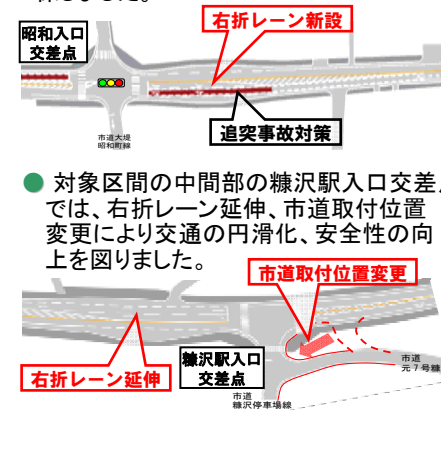 右折レーン新設
昭和入口
交差点
市道大堤
昭和町線
追突事故対策
● 対象区間の中間部の糠沢駅入口交差
では、右折レーン延伸、市道取付位置
変更により交通の円滑化、安全性の向
上を図りました。
市道取付位置変更
糠沢駅入口
交差点
右折レーン延伸
市道
元7号糠
市道
糠沢停車場線